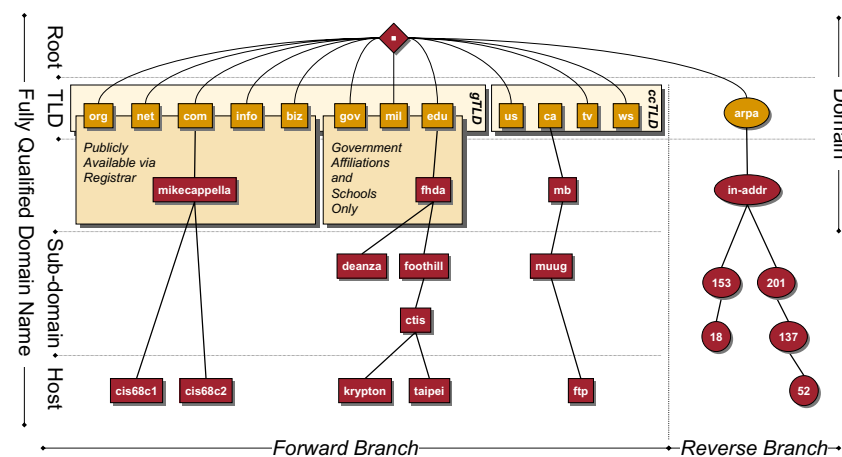 Root
TLD
Sub-domain
Host
Fully Qualified Domain Name
Domain
gTLD
ccTLD
org net com info biz gov mil edu us ca tv ws arpa
Publicly
Available via
Registrar
Government
Affiliations
and
Schools
Only
mikecappella fhda mb in-addr
deanza foothill muug 153 201
ctis 18 137
cis68c1 cis68c2 krypton taipei ftp 52
Forward Branch Reverse Branch